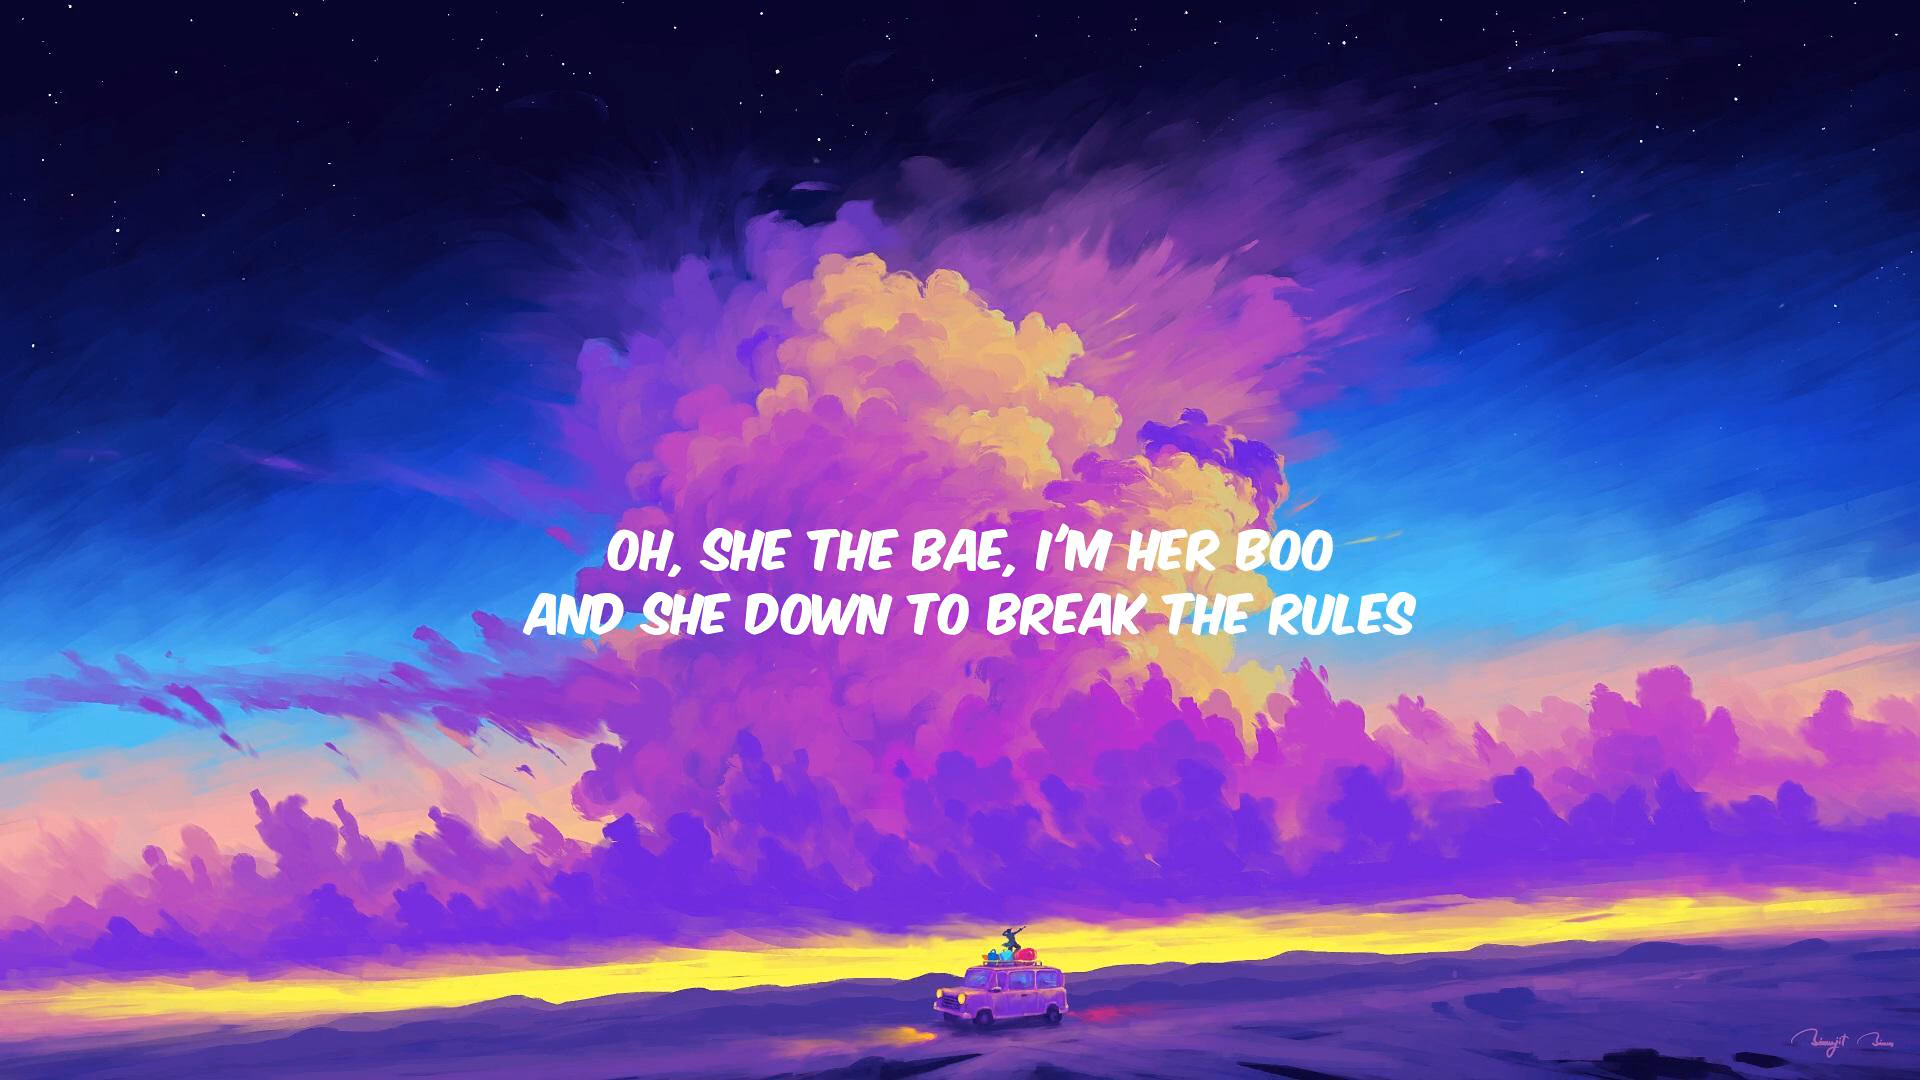 OH, SHE THE BAE, I'M HER BOO
AND SHE DOWN TO BREAK THE RULES